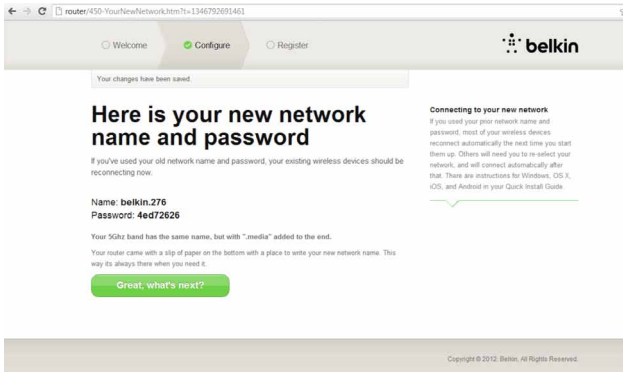 router/450-YourNewNetwork.htm?t=1346792691461
Welcome
Configure
Register
belkin
Your changes have been saved.
Here is your new network
name and password
If you've used your old network name and password, your existing wireless devices should be
reconnecting now.
Name: belkin.276
Password: 4ed72626
Your 5Ghz band has the same name, but with ".media" added to the end.
Your router came with a slip of paper on the bottom with a place to write your new network name. This
way its always there when you need it.
Great, what's next?
Connecting to your new network
If you used your prior network name and
password, most of your wireless devices
reconnect automatically the next time you start
them up. Others will need you to re-select your
network, and will connect automatically after
that. There are instructions for Windows, OS X,
iOS, and Android in your Quick Install Guide.
Copyright © 2012. Belkin. All Rights Reserved.